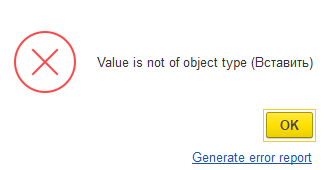 Value is not of object type (Вставить)
OK
Generate error report